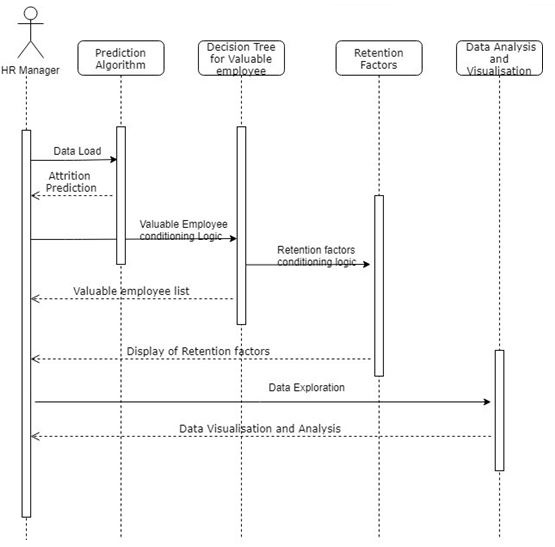 HR Manager
Prediction
Algorithm
Decision Tree
for Valuable
employee
Retention
Factors
Data Analysis
and
Visualisation
Data Load
Attrition
Prediction
Valuable Employee
conditioning Logic
Retention factors
conditioning logic
Valuable employee list
Display of Retention factors
Data Exploration
Data Visualisation and Analysis